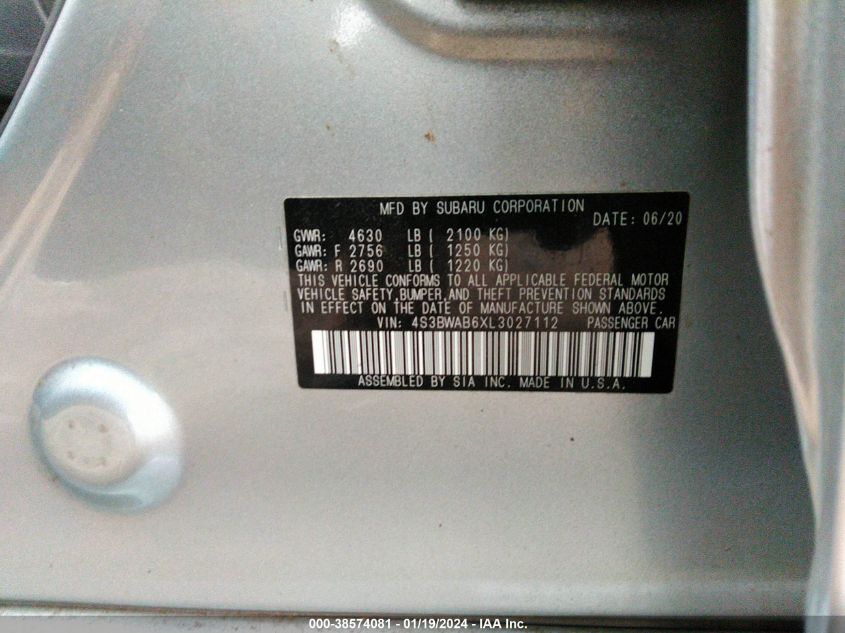 MFD BY SUBARU CORPORATION
DATE: 06/20
GVWR: 4630 LB ( 2100 KG)
GAWR: F 2756 LB ( 1250 KG)
GAWR: R 2690 LB ( 1220 KG)
THIS VEHICLE CONFORMS TO ALL APPLICABLE FEDERAL MOTOR
VEHICLE SAFETY,BUMPER,AND THEFT PREVENTION STANDARDS
IN EFFECT ON THE DATE OF MANUFACTURE SHOWN ABOVE.
VIN: 4S3BWAB6XL3027112 PASSENGER CAR
ASSEMBLED BY SIA INC. MADE IN U.S.A.
000-38574081 - 01/19/2024 - IAA Inc.